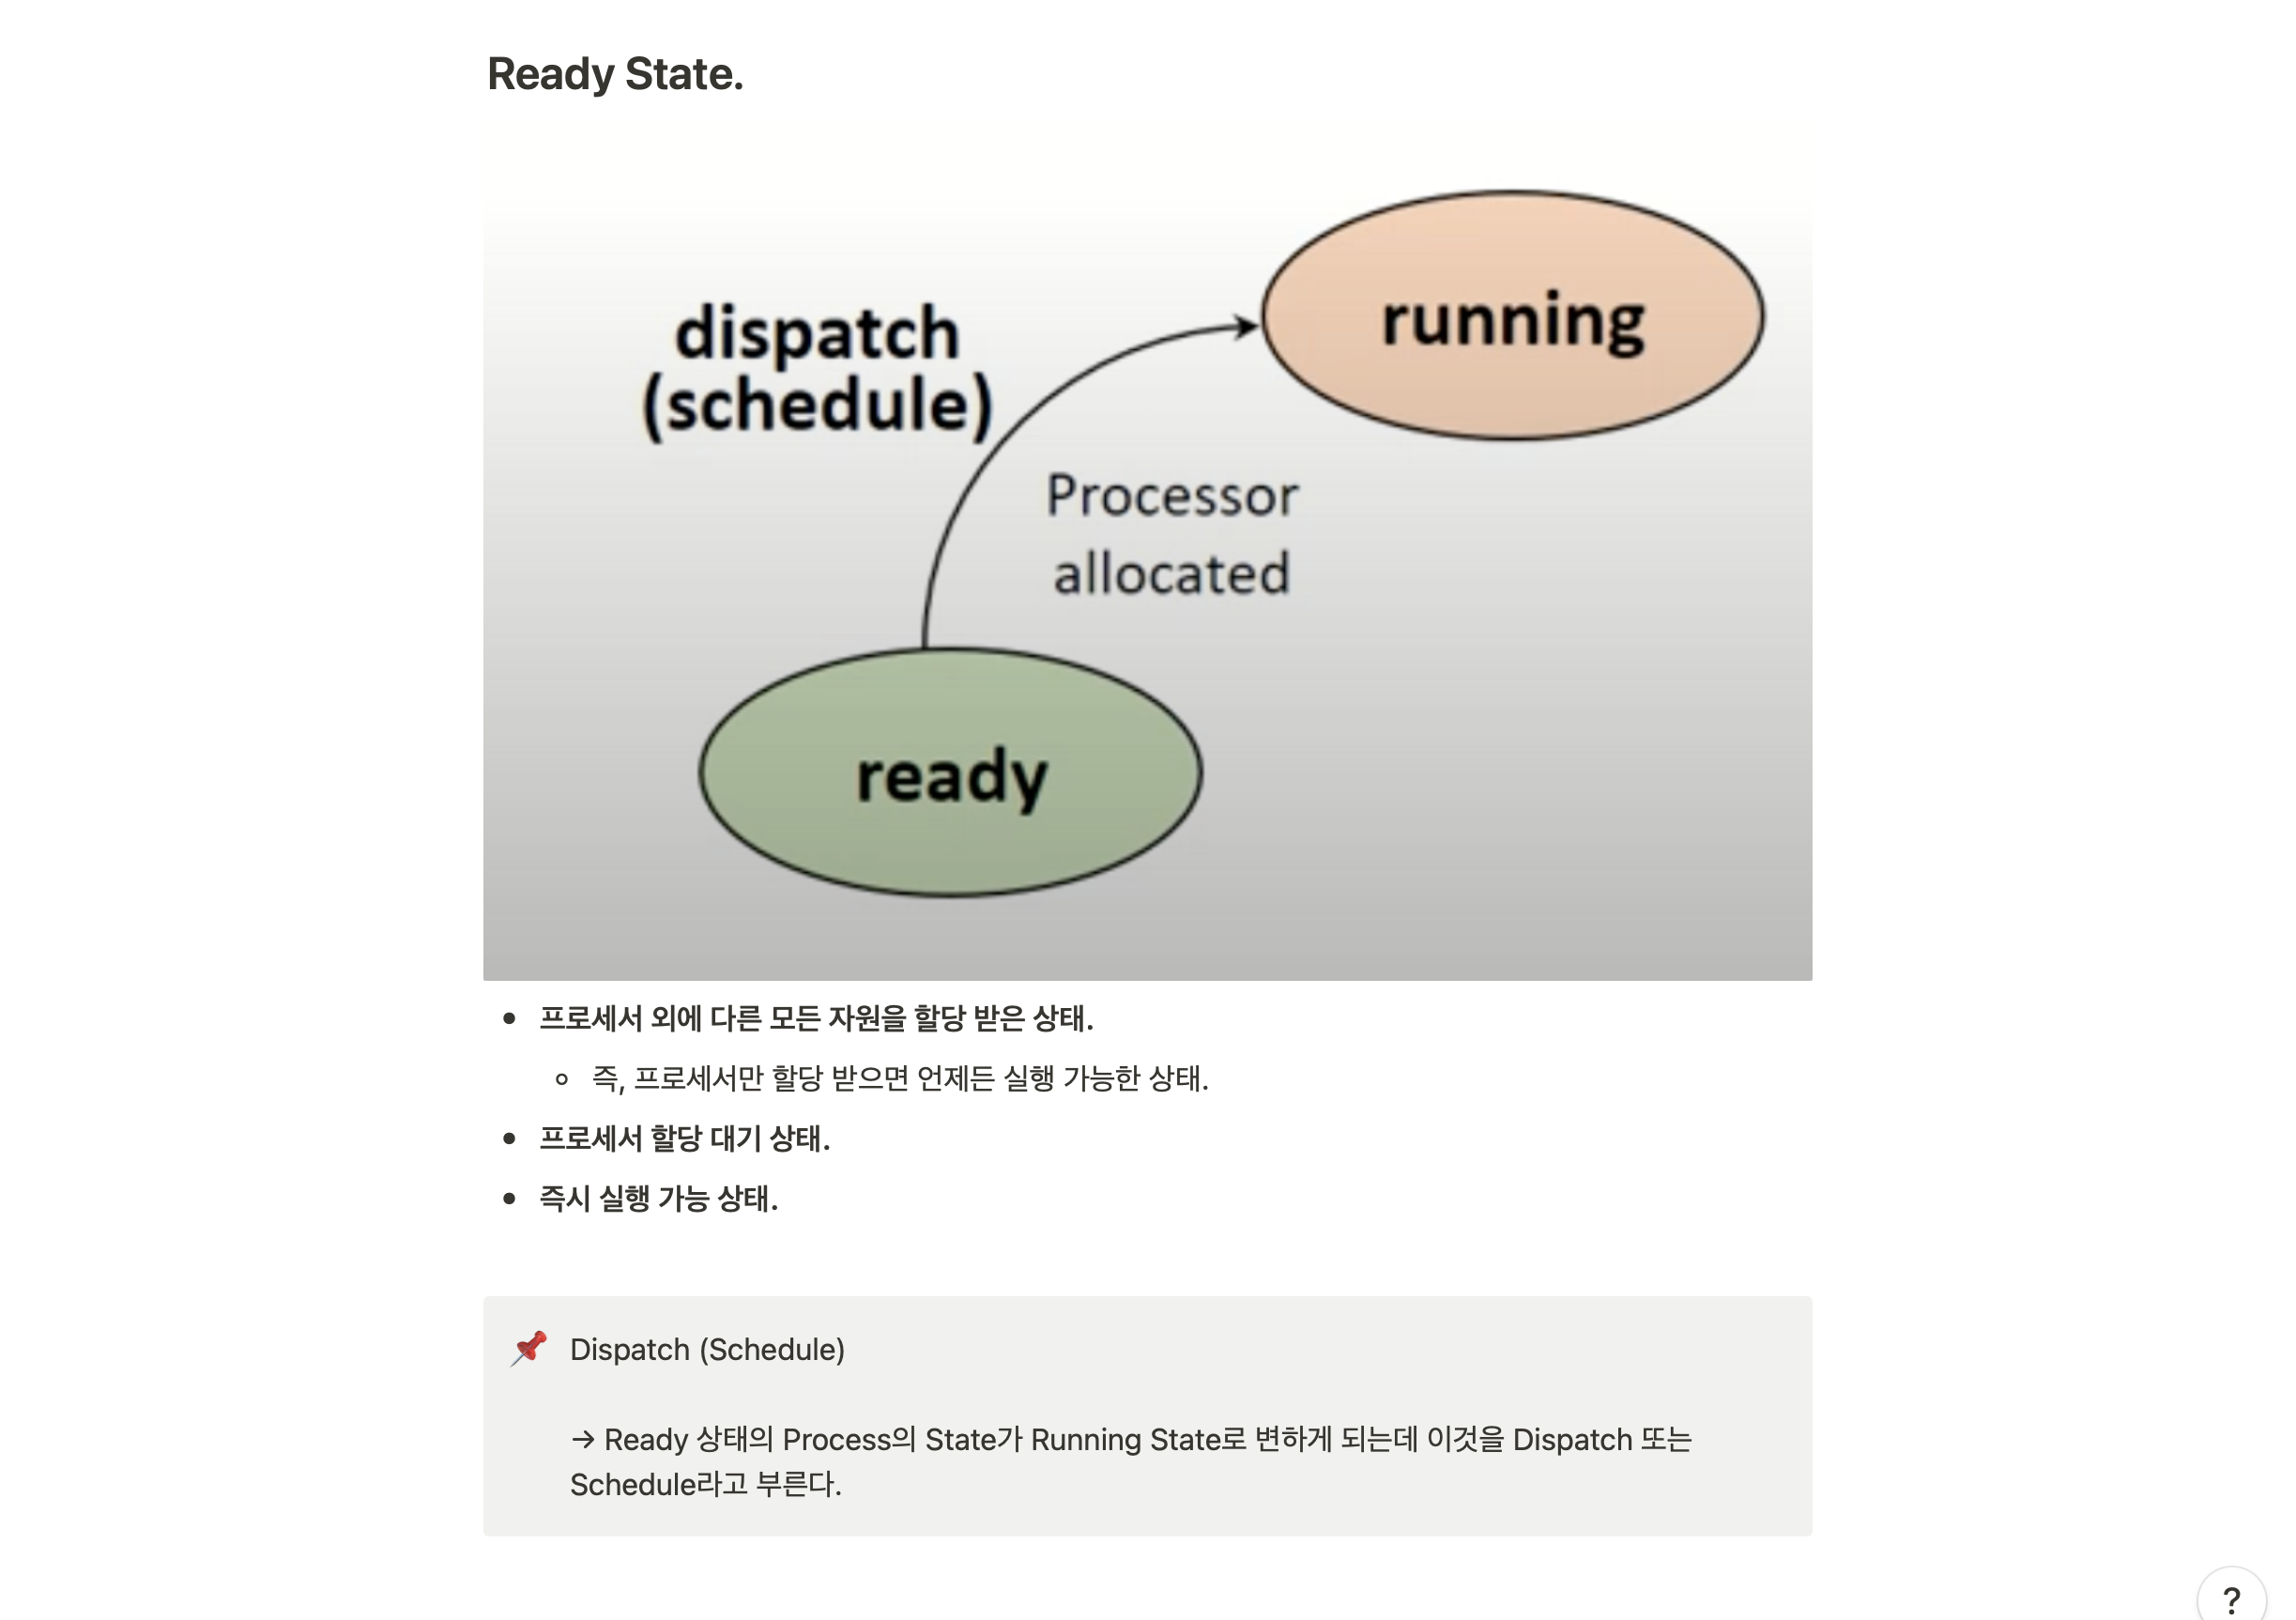 Ready State.
dispatch
(schedule)
running
Processor
allocated
ready
프로세서 외에 다른 모든 자원을 할당 받은 상태.
즉, 프로세서만 할당 받으면 언제든 실행 가능한 상태.
프로세서 할당 대기 상태.
즉시 실행 가능 상태.
📌 Dispatch (Schedule)
→ Ready 상태의 Process의 State가 Running State로 변하게 되는데 이것을 Dispatch 또는
Schedule라고 부른다.
?